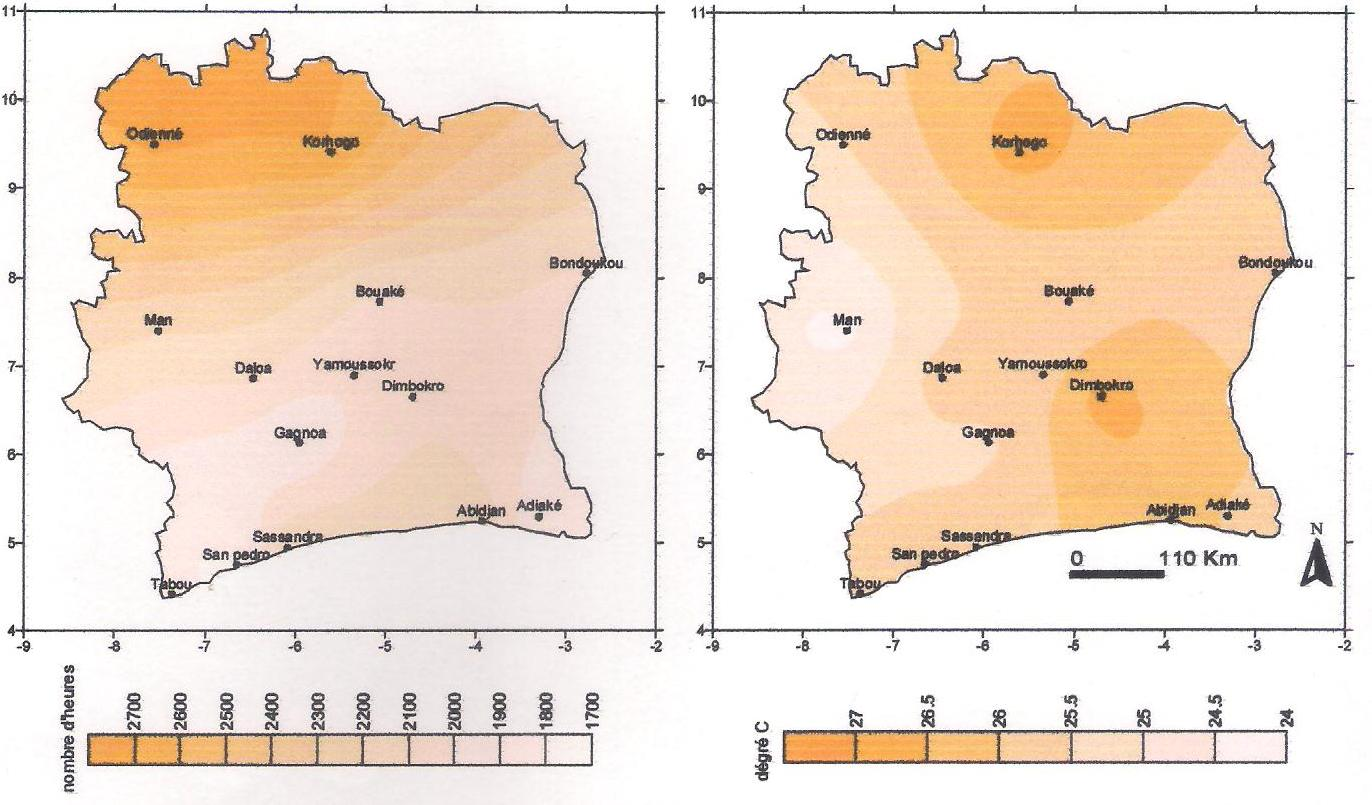 11
10
9
8
7
6
5
4
-9
-8
-7
-6
-5
-4
-3
-2
Odienné
Korhogo
Bondoukou
Bouaké
Man
Daloa
Yamoussokr
Dimbokro
Gagnoa
Abidjan
Adiaké
Sassandra
San pedro
Tabou
nombre d'heures
2700
2600
2500
2400
2300
2200
2100
2000
1900
1800
1700
11
10
9
8
7
6
5
4
-9
-8
-7
-6
-5
-4
-3
-2
Odienné
Korhogo
Bondoukou
Bouaké
Man
Daloa
Yamoussokro
Dimbokro
Gagnoa
Abidjan
Adiaké
Sassandra
San pedro
Tabou
0 110 Km
N
dégré C
27
26.5
26
25.5
25
24.5
24